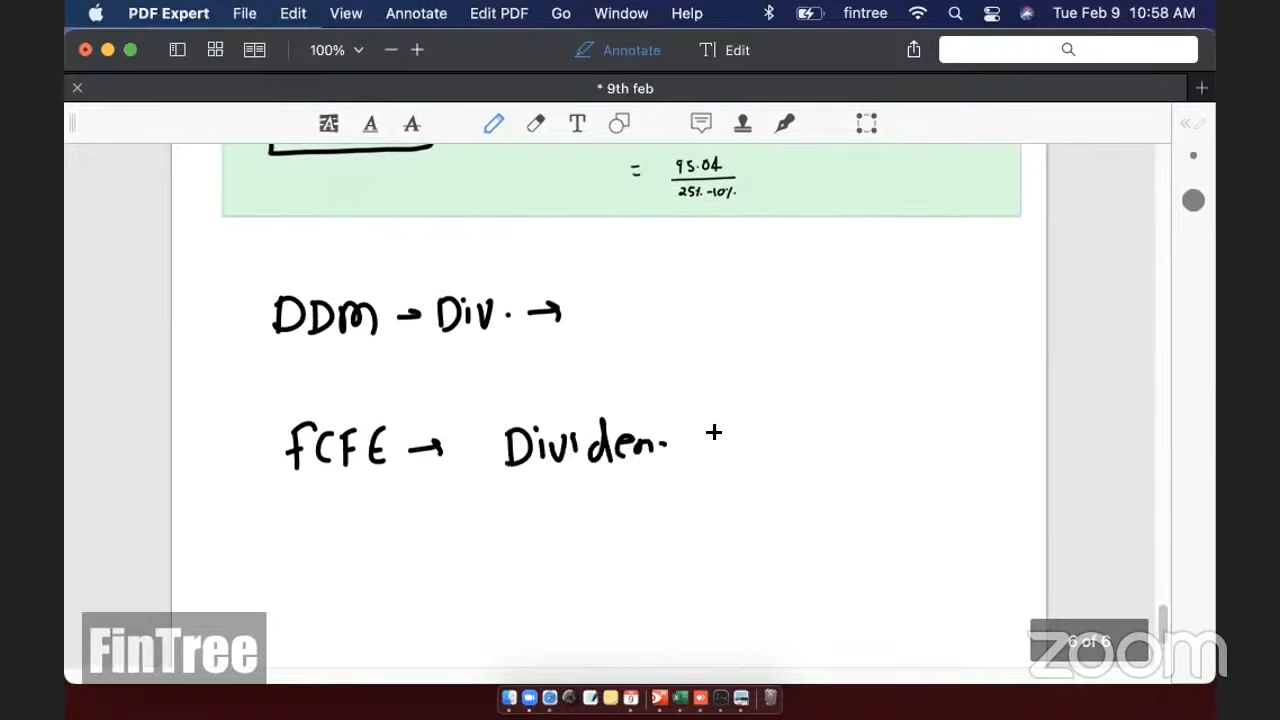 PDF Expert File Edit View Annotate Edit PDF Go Window Help fintree Tue Feb 9 10:58 AM
100% Annotate T Edit
* 9th feb
A A A T
= 95.04
25% -10%
DDM → Div. →
FCFE → Dividen.
FinTree
6 of 6
zoom
9